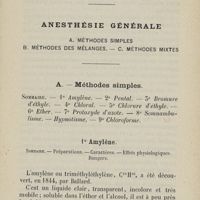 ANESTHÉSIE GÉNÉRALE
A. MÉTHODES SIMPLES
B. MÉTHODES DES MÉLANGES. — C. MÉTHODES MIXTES
A. — Méthodes simples.
SOMMAIRE. — 1° Amylène. — 2° Pental. — 3° Bromure
d'éthyle. — 4° Chloral. — 5° Chlorure d'éthyle. —
6° Éther. — 7° Protoxyde d'azote. — 8° Somnambu-
lisme. — Hypnotisme. — 9° Chloroforme.
1° Amylène.
SOMMAIRE. — Préparations. — Caractères. — Effets physiologiques.
Dangers.
L'amylène ou triméthyléthylène, C¹⁰H¹⁰, a été décou-
vert, en 1844, par Balard.
C'est un liquide clair, transparent, incolore et très
mobile ; soluble dans l'éther et l'alcool, il est à peu près